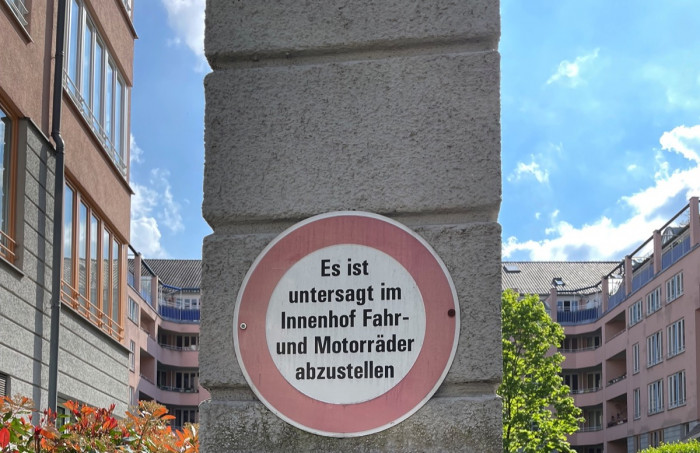 Es ist
untersagt im
Innenhof Fahr-
und Motorräder
abzustellen